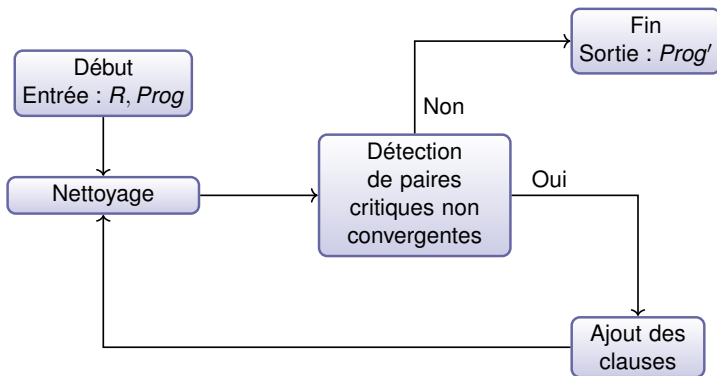 Début
Entrée : R, Prog
Nettoyage
Détection
de paires
critiques non
convergentes
Non
Fin
Sortie : Prog′
Oui
Ajout des
clauses